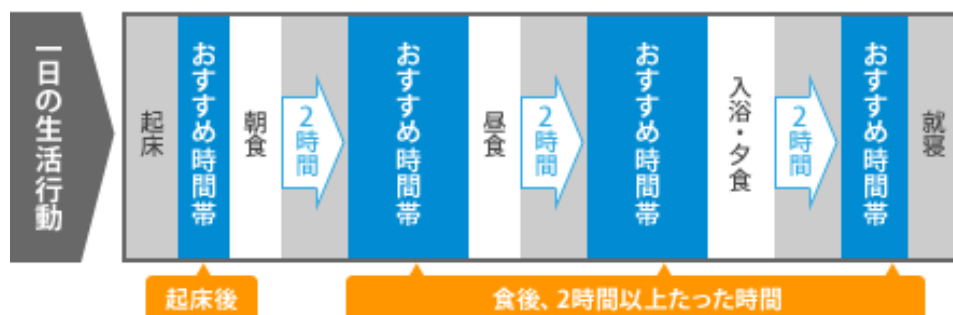 一日の生活行動
起床
おすすめ時間帯
朝食
2時間
おすすめ時間帯
昼食
2時間
おすすめ時間帯
入浴・夕食
2時間
おすすめ時間帯
就寝
起床後
食後、2時間以上たった時間